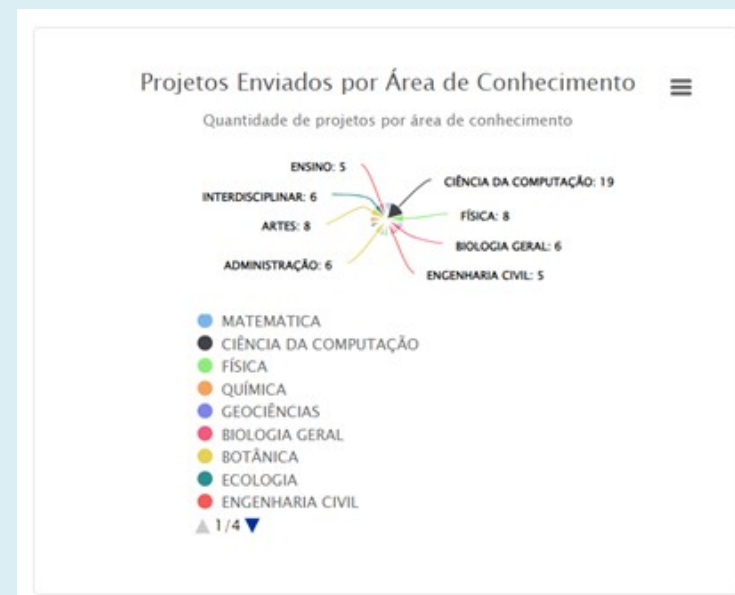 Projetos Enviados por Área de Conhecimento
Quantidade de projetos por área de conhecimento
ENSINO: 5
CIÊNCIA DA COMPUTAÇÃO: 19
INTERDISCIPLINAR: 6
FÍSICA: 8
ARTES: 8
BIOLOGIA GERAL: 6
ADMINISTRAÇÃO: 6
ENGENHARIA CIVIL: 5
MATEMATICA
CIÊNCIA DA COMPUTAÇÃO
FÍSICA
QUÍMICA
GEOCIÊNCIAS
BIOLOGIA GERAL
BOTÂNICA
ECOLOGIA
ENGENHARIA CIVIL
1/4